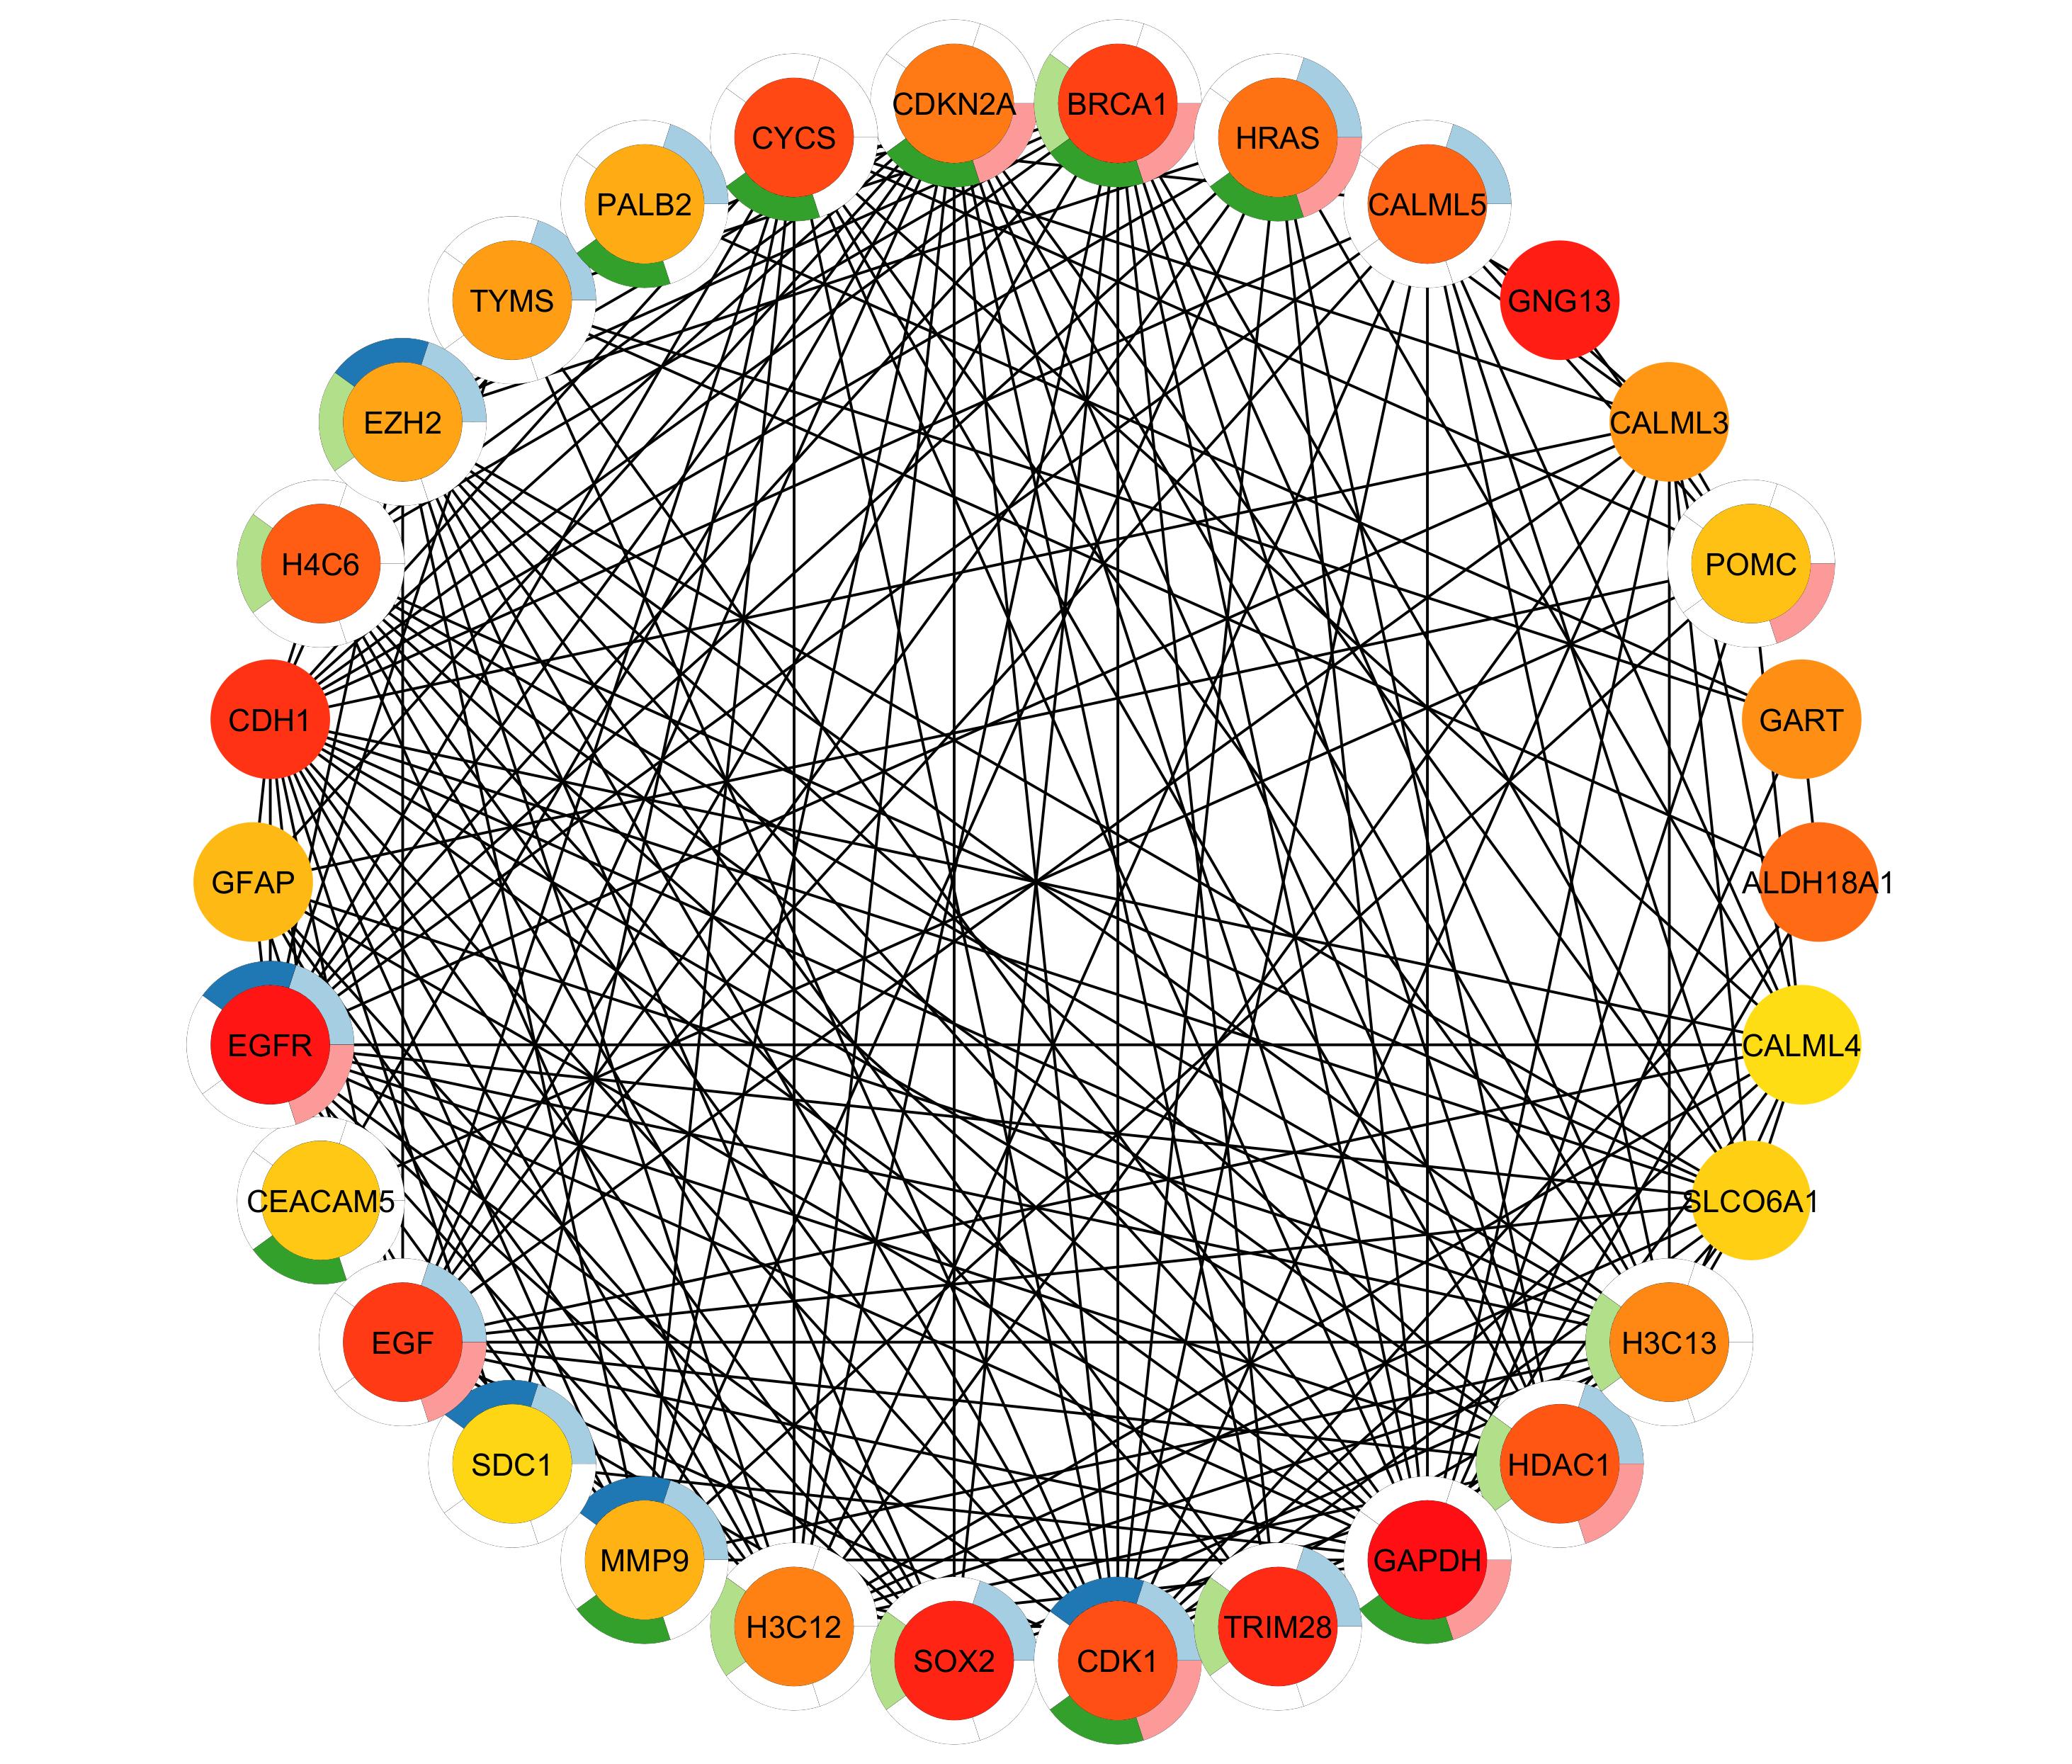 CDKN2A
BRCA1
CYCS
HRAS
PALB2
CALML5
TYMS
GNG13
EZH2
CALML3
H4C6
POMC
CDH1
GART
GFAP
ALDH18A1
EGFR
CALML4
CEACAM5
SLCO6A1
EGF
H3C13
SDC1
HDAC1
MMP9
GAPDH
H3C12
TRIM28
SOX2
CDK1